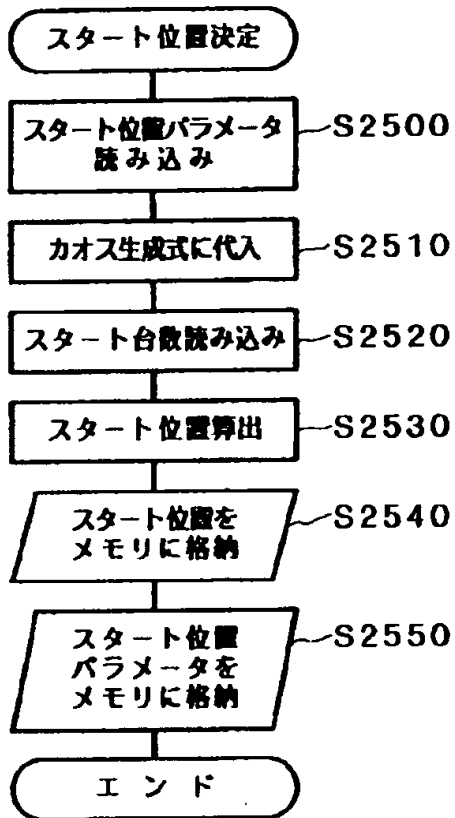 スタート位置決定
スタート位置パラメータ
読み込み
S2500
カオス生成式に代入
S2510
スタート台数読み込み
S2520
スタート位置算出
S2530
スタート位置を
メモリに格納
S2540
スタート位置
パラメータを
メモリに格納
S2550
エンド